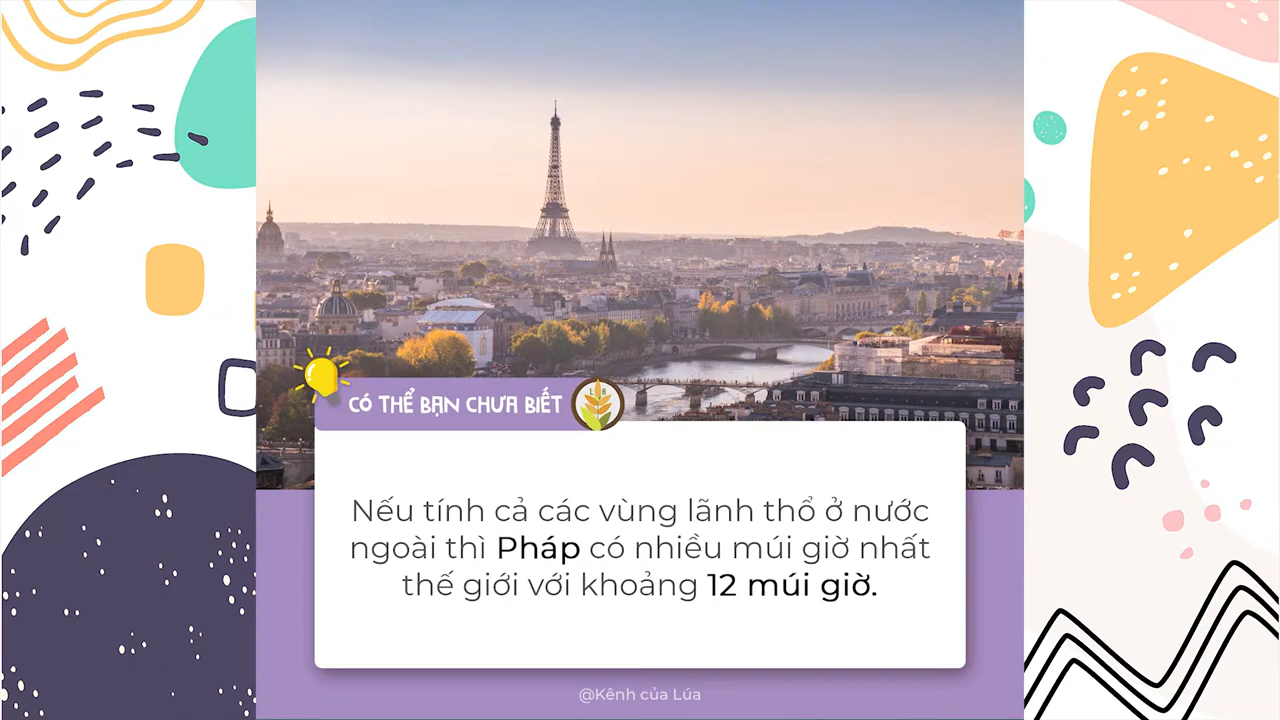 CÓ THỂ BẠN CHƯA BIẾT
LÚA
Nếu tính cả các vùng lãnh thổ ở nước
ngoài thì Pháp có nhiều múi giờ nhất
thế giới với khoảng 12 múi giờ.
@Kênh của Lúa